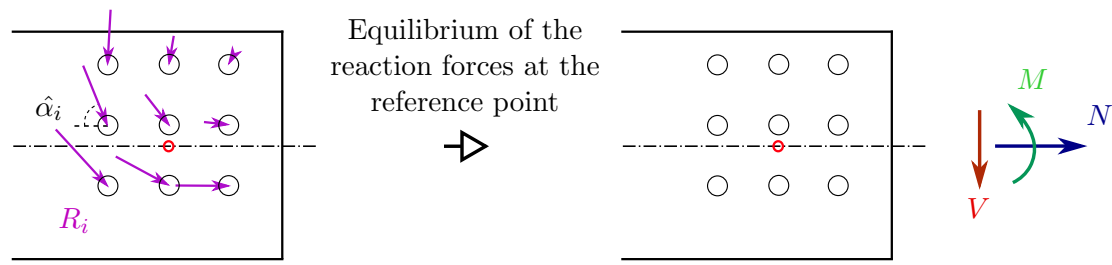 Equilibrium of the
reaction forces at the
reference point
α̂ᵢ
Rᵢ
M
N
V